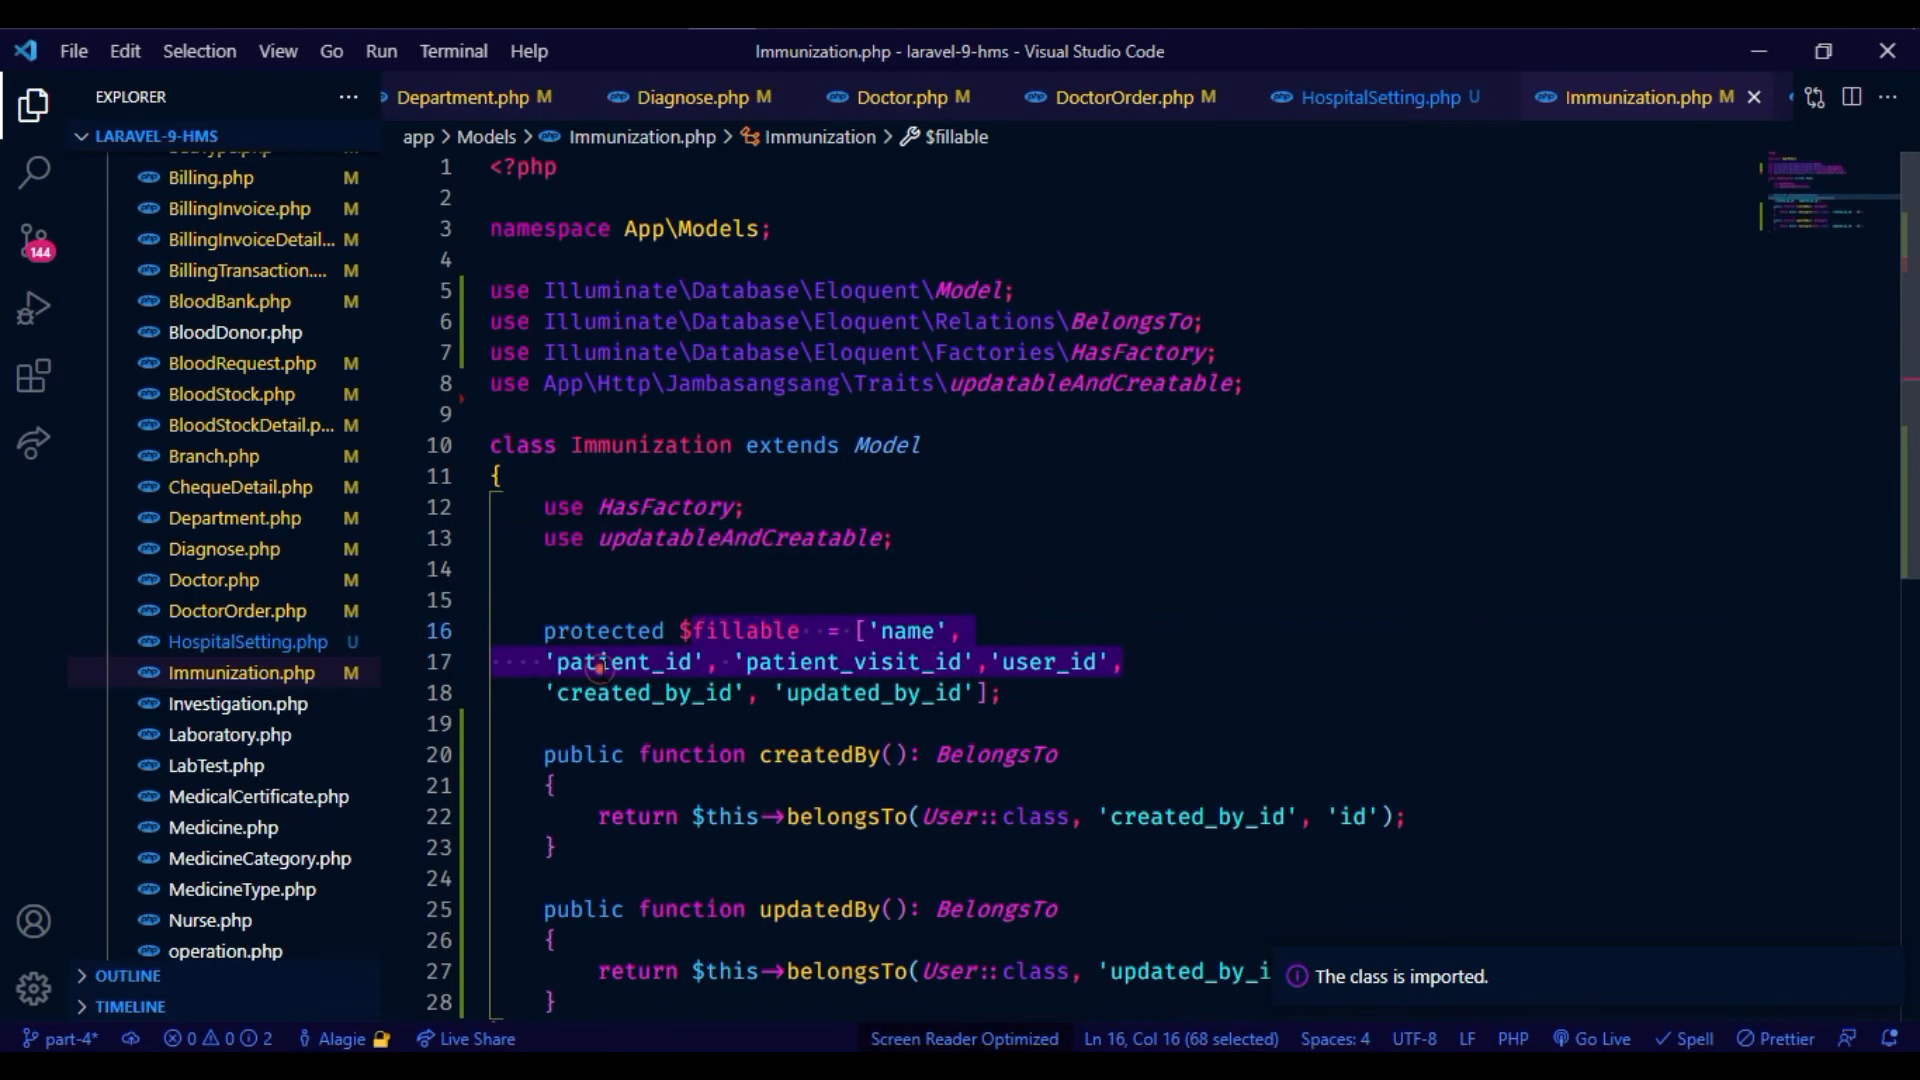 File Edit Selection View Go Run Terminal Help
Immunization.php - laravel-9-hms - Visual Studio Code
EXPLORER
Department.php M Diagnose.php M Doctor.php M DoctorOrder.php M HospitalSetting.php U Immunization.php M
LARAVEL-9-HMS
app > Models > Immunization.php > Immunization > $fillable
Billing.php M
BillingInvoice.php M
BillingInvoiceDetail... M
BillingTransaction.... M
BloodBank.php M
BloodDonor.php
BloodRequest.php M
BloodStock.php M
BloodStockDetail.p... M
Branch.php M
ChequeDetail.php M
Department.php M
Diagnose.php M
Doctor.php M
DoctorOrder.php M
HospitalSetting.php U
Immunization.php M
Investigation.php
Laboratory.php
LabTest.php
MedicalCertificate.php
Medicine.php
MedicineCategory.php
MedicineType.php
Nurse.php
operation.php
OUTLINE
TIMELINE
144
1 <?php
2
3 namespace App\Models;
4
5 use Illuminate\Database\Eloquent\Model;
6 use Illuminate\Database\Eloquent\Relations\BelongsTo;
7 use Illuminate\Database\Eloquent\Factories\HasFactory;
8 use App\Http\Jambasangsang\Traits\updatableAndCreatable;
9
10 class Immunization extends Model
11 {
12 use HasFactory;
13 use updatableAndCreatable;
14
15
16 protected $fillable = ['name',
17 'patient_id', 'patient_visit_id','user_id',
18 'created_by_id', 'updated_by_id'];
19
20 public function createdBy(): BelongsTo
21 {
22 return $this->belongsTo(User::class, 'created_by_id', 'id');
23 }
24
25 public function updatedBy(): BelongsTo
26 {
27 return $this->belongsTo(User::class, 'updated_by_i
28 }
The class is imported.
part-4* 0 0 2 Alagie Live Share Screen Reader Optimized Ln 16, Col 16 (68 selected) Spaces: 4 UTF-8 LF PHP Go Live Spell Prettier